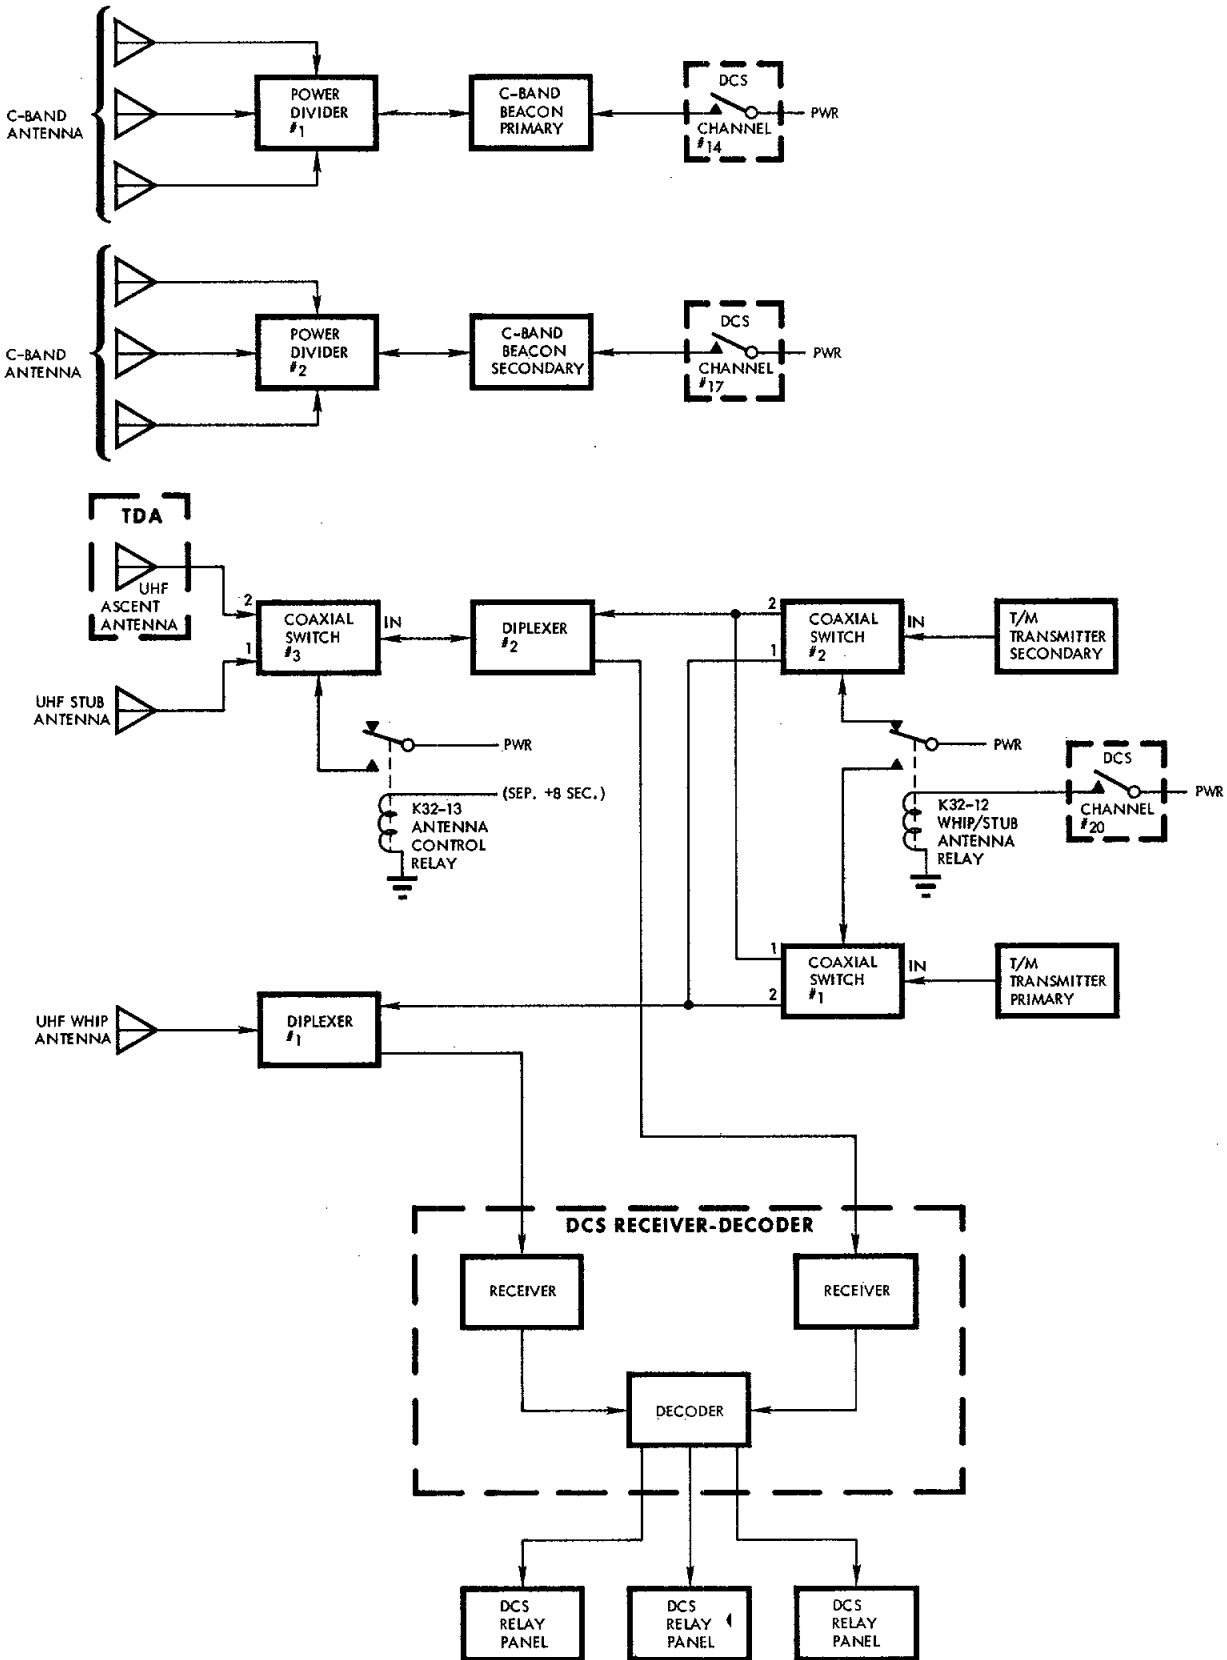 C-BAND
ANTENNA
POWER
DIVIDER
#1
C-BAND
BEACON
PRIMARY
DCS
CHANNEL
#14
PWR
C-BAND
ANTENNA
POWER
DIVIDER
#2
C-BAND
BEACON
SECONDARY
DCS
CHANNEL
#17
PWR
TDA
UHF
ASCENT
ANTENNA
UHF STUB
ANTENNA
2
1
COAXIAL
SWITCH
#3
IN
DIPLEXER
#2
2
1
COAXIAL
SWITCH
#2
IN
T/M
TRANSMITTER
SECONDARY
PWR
(SEP. +8 SEC.)
K32-13
ANTENNA
CONTROL
RELAY
PWR
K32-12
WHIP/STUB
ANTENNA
RELAY
DCS
CHANNEL
#20
PWR
1
2
COAXIAL
SWITCH
#1
IN
T/M
TRANSMITTER
PRIMARY
UHF WHIP
ANTENNA
DIPLEXER
#1
DCS RECEIVER-DECODER
RECEIVER
RECEIVER
DECODER
DCS
RELAY
PANEL
DCS
RELAY
PANEL
DCS
RELAY
PANEL